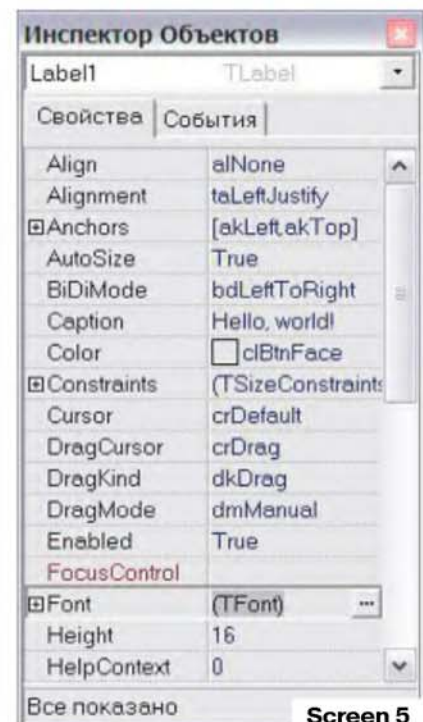 Инспектор Объектов
Label1 TLabel
Свойства События
Align alNone
Alignment taLeftJustify
Anchors [akLeft,akTop]
AutoSize True
BiDiMode bdLeftToRight
Caption Hello, world!
Color clBtnFace
Constraints (TSizeConstraints
Cursor crDefault
DragCursor crDrag
DragKind dkDrag
DragMode dmManual
Enabled True
FocusControl
Font (TFont) ...
Height 16
HelpContext 0
Все показано
Screen 5